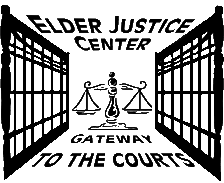 ELDER JUSTICE
CENTER
GATEWAY
TO THE COURTS